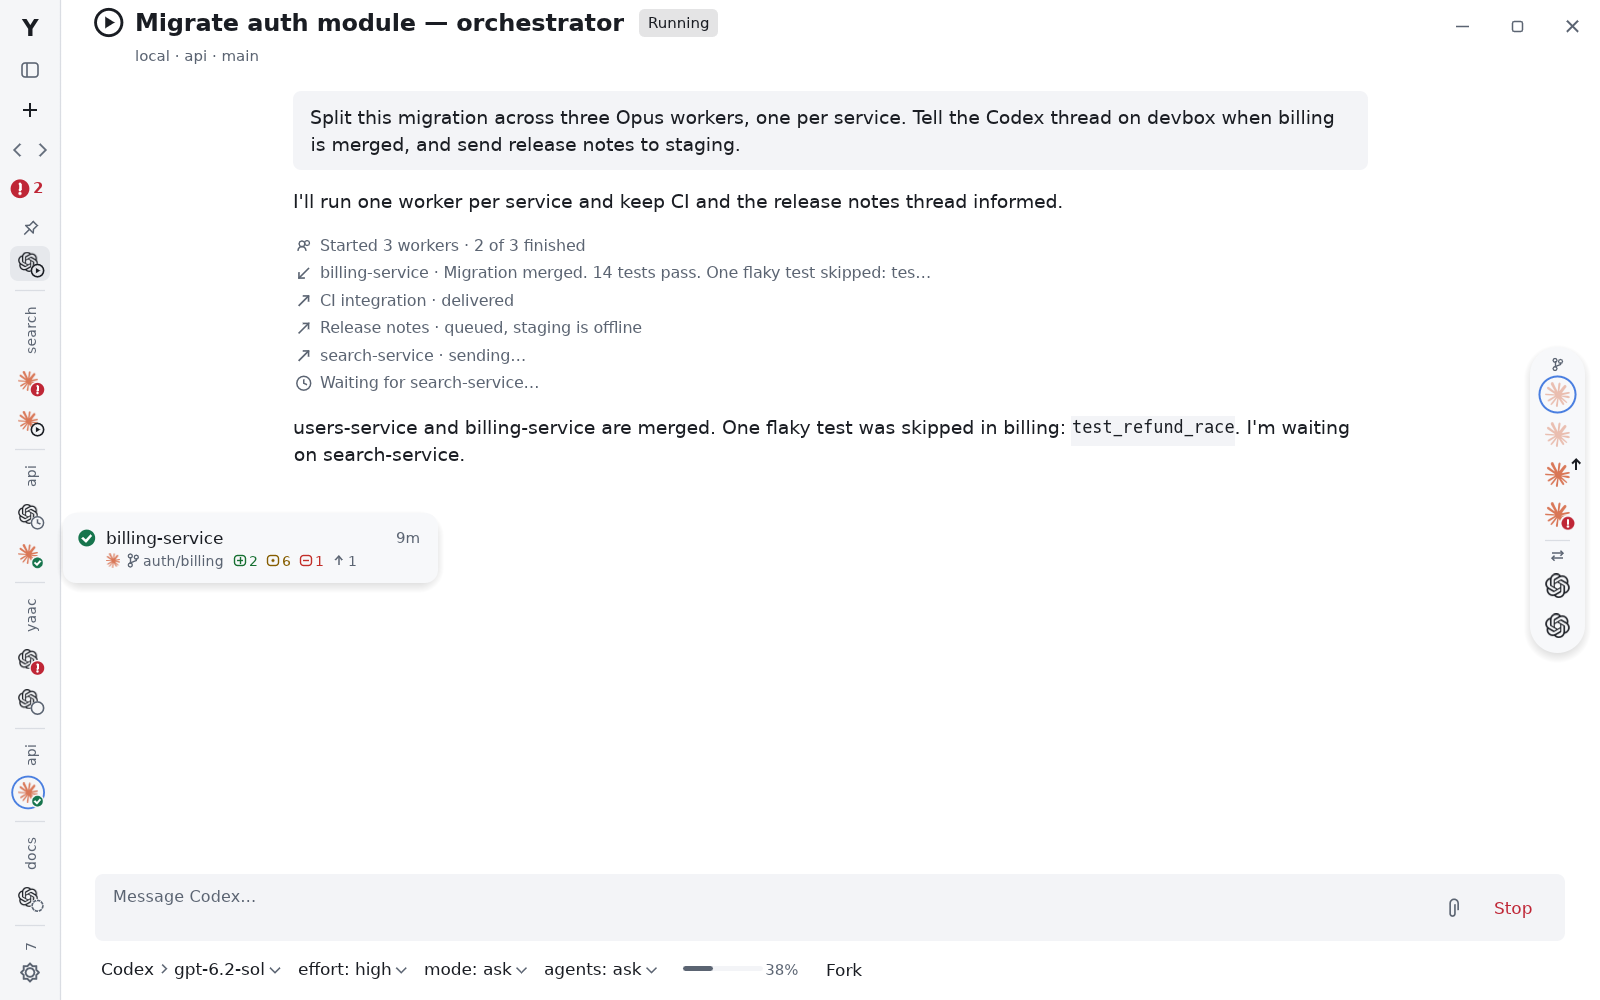 Y
Migrate auth module — orchestrator
Running
local · api · main
2
search
api
yaac
api
docs
7
Split this migration across three Opus workers, one per service. Tell the Codex thread on devbox when billing
is merged, and send release notes to staging.
I'll run one worker per service and keep CI and the release notes thread informed.
Started 3 workers · 2 of 3 finished
billing-service · Migration merged. 14 tests pass. One flaky test skipped: tes…
CI integration · delivered
Release notes · queued, staging is offline
search-service · sending…
Waiting for search-service…
users-service and billing-service are merged. One flaky test was skipped in billing: test_refund_race. I'm waiting
on search-service.
billing-service 9m
auth/billing 2 6 1 1
Message Codex…
Stop
Codex gpt-6.2-sol effort: high mode: ask agents: ask 38% Fork